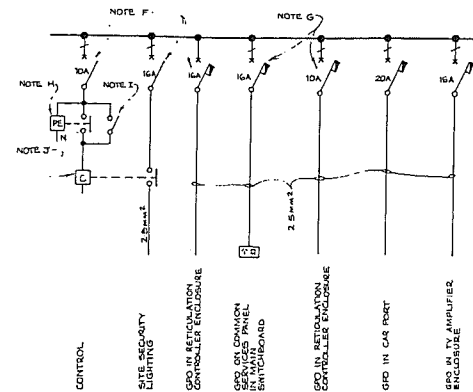 NOTE F
NOTE G
10A
16A
16A
16A
10A
20A
16A
NOTE H
NOTE I
PE
N
NOTE J
C
2.5mm²
2.5mm²
CONTROL
SITE SECURITY
LIGHTING
GPO IN RETICULATION
CONTROLLER ENCLOSURE
GPO ON COMMON
SERVICES PANEL
IN MAIN
SWITCHBOARD
GPO IN RETICULATION
CONTROLLER ENCLOSURE
GPO IN CAR PORT
GPO IN TV AMPLIFIER
ENCLOSURE